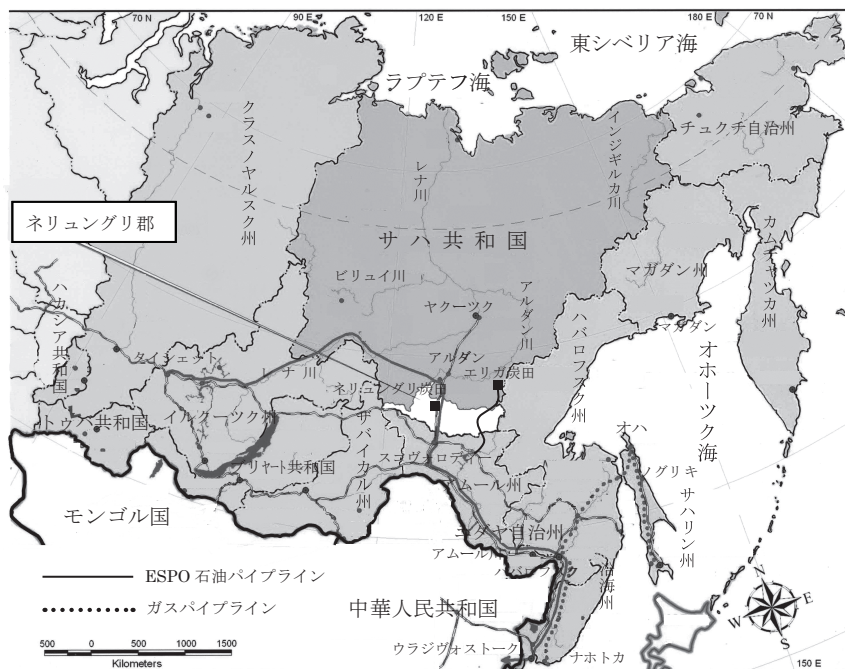 70 N
90 E
120 E
150 E
180 E
70 N
東シベリア海
ラプテフ海
クラスノヤルスク州
レナ川
インジギルカ川
チュクチ自治州
ネリュングリ郡
サハ共和国
ビリュイ川
ヤクーツク
アルダン川
マガダン州
カムチャツカ州
マガダン
ハバロフスク州
オホーツク海
ハカシア共和国
タイシェット
レナ川
アルダン
ネリュングリ炭田
エリガ炭田
トゥバ共和国
イルクーツク州
ブリヤート共和国
ザバイカル州
スコヴォロディーノ
アムール州
オハ
ノグリキ
サハリン州
モンゴル国
ユダヤ自治州
アムール川
沿海州
ESPO 石油パイプライン
ガスパイプライン
中華人民共和国
ウラジヴォストーク
ナホトカ
N
E
S
W
500 0 500 1000 1500
Kilometers
150 E